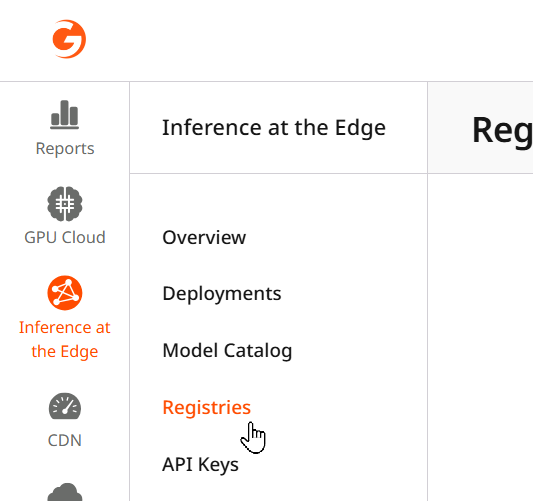 Reports
GPU Cloud
Inference at
the Edge
CDN
Inference at the Edge
Overview
Deployments
Model Catalog
Registries
API Keys
Reg